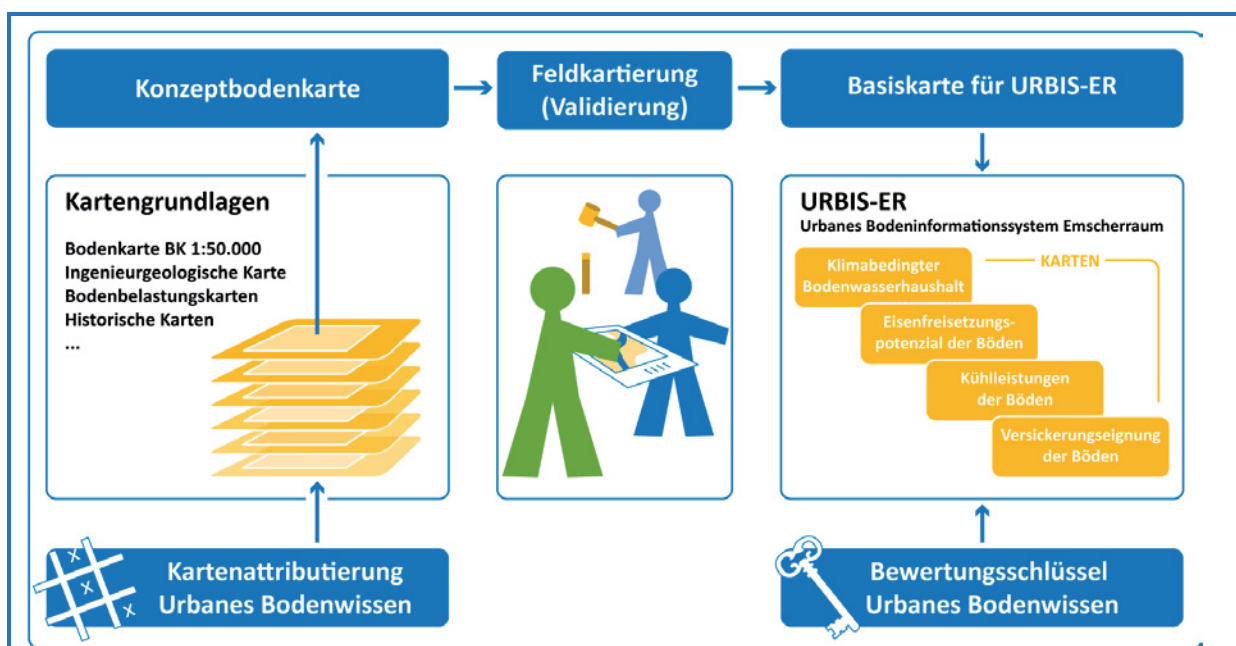 Konzeptbodenkarte
Feldkartierung
(Validierung)
Basiskarte für URBIS-ER
Kartengrundlagen
Bodenkarte BK 1:50.000
Ingenieurgeologische Karte
Bodenbelastungskarten
Historische Karten
...
URBIS-ER
Urbanes Bodeninformationssystem Emscherraum
KARTEN
Klimabedingter
Bodenwasserhaushalt
Eisenfreisetzungs-
potenzial der Böden
Kühlleistungen
der Böden
Versickerungseignung
der Böden
x
x
x
Kartenattributierung
Urbanes Bodenwissen
Bewertungsschlüssel
Urbanes Bodenwissen